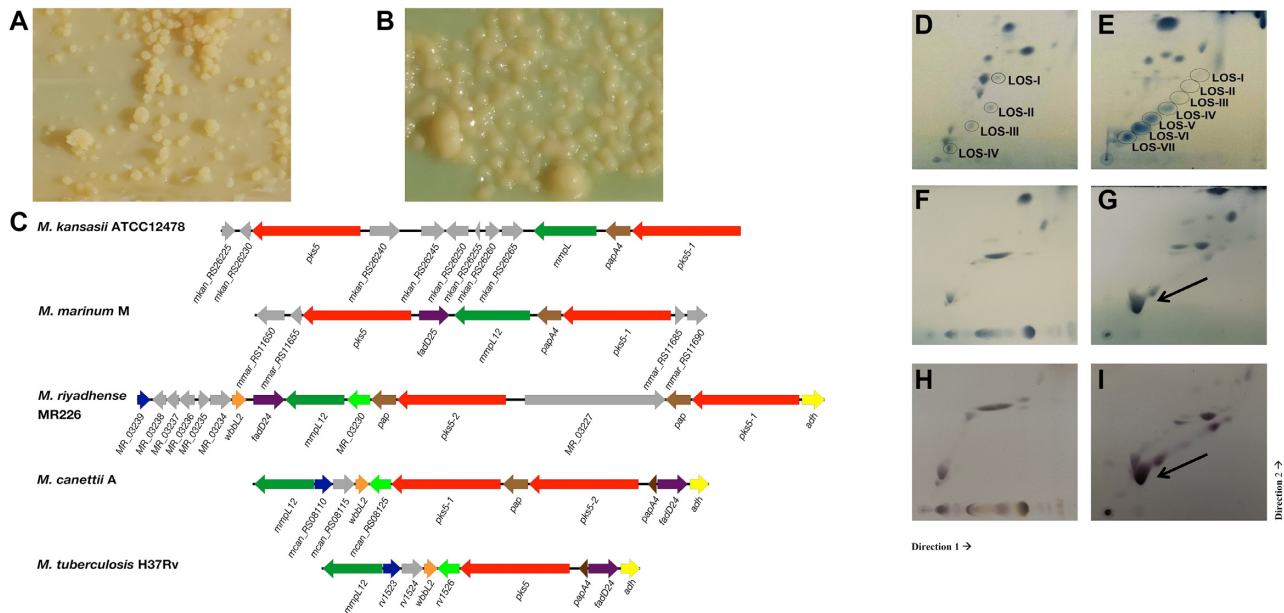 A
B
C
M. kansasii ATCC12478
mkan_RS26225
mkan_RS26230
pks5
mkan_RS26240
mkan_RS26245
mkan_RS26250
mkan_RS26255
mkan_RS26260
mkan_RS26265
mmpL
papA4
pks5-1
M. marinum M
mmar_RS11650
mmar_RS11655
pks5
fadD25
mmpL12
papA4
pks5-1
mmar_RS11685
mmar_RS11690
M. riyadhense
MR226
MR_03239
MR_03238
MR_03237
MR_03236
MR_03235
MR_03234
wbbL2
fadD24
mmpL12
MR_03230
pap
pks5-2
MR_03227
pap
pks5-1
adh
M. canettii A
mmpL12
mcan_RS08110
mcan_RS08115
wbbL2
mcan_RS08125
pks5-1
pap
pks5-2
papA4
fadD24
adh
M. tuberculosis H37Rv
mmpL12
rv1523
rv1524
wbbL2
rv1526
pks5
papA4
fadD24
adh
D
LOS-I
LOS-II
LOS-III
LOS-IV
E
LOS-I
LOS-II
LOS-III
LOS-IV
LOS-V
LOS-VI
LOS-VII
F
G
H
I
Direction 1 →
Direction 2 →